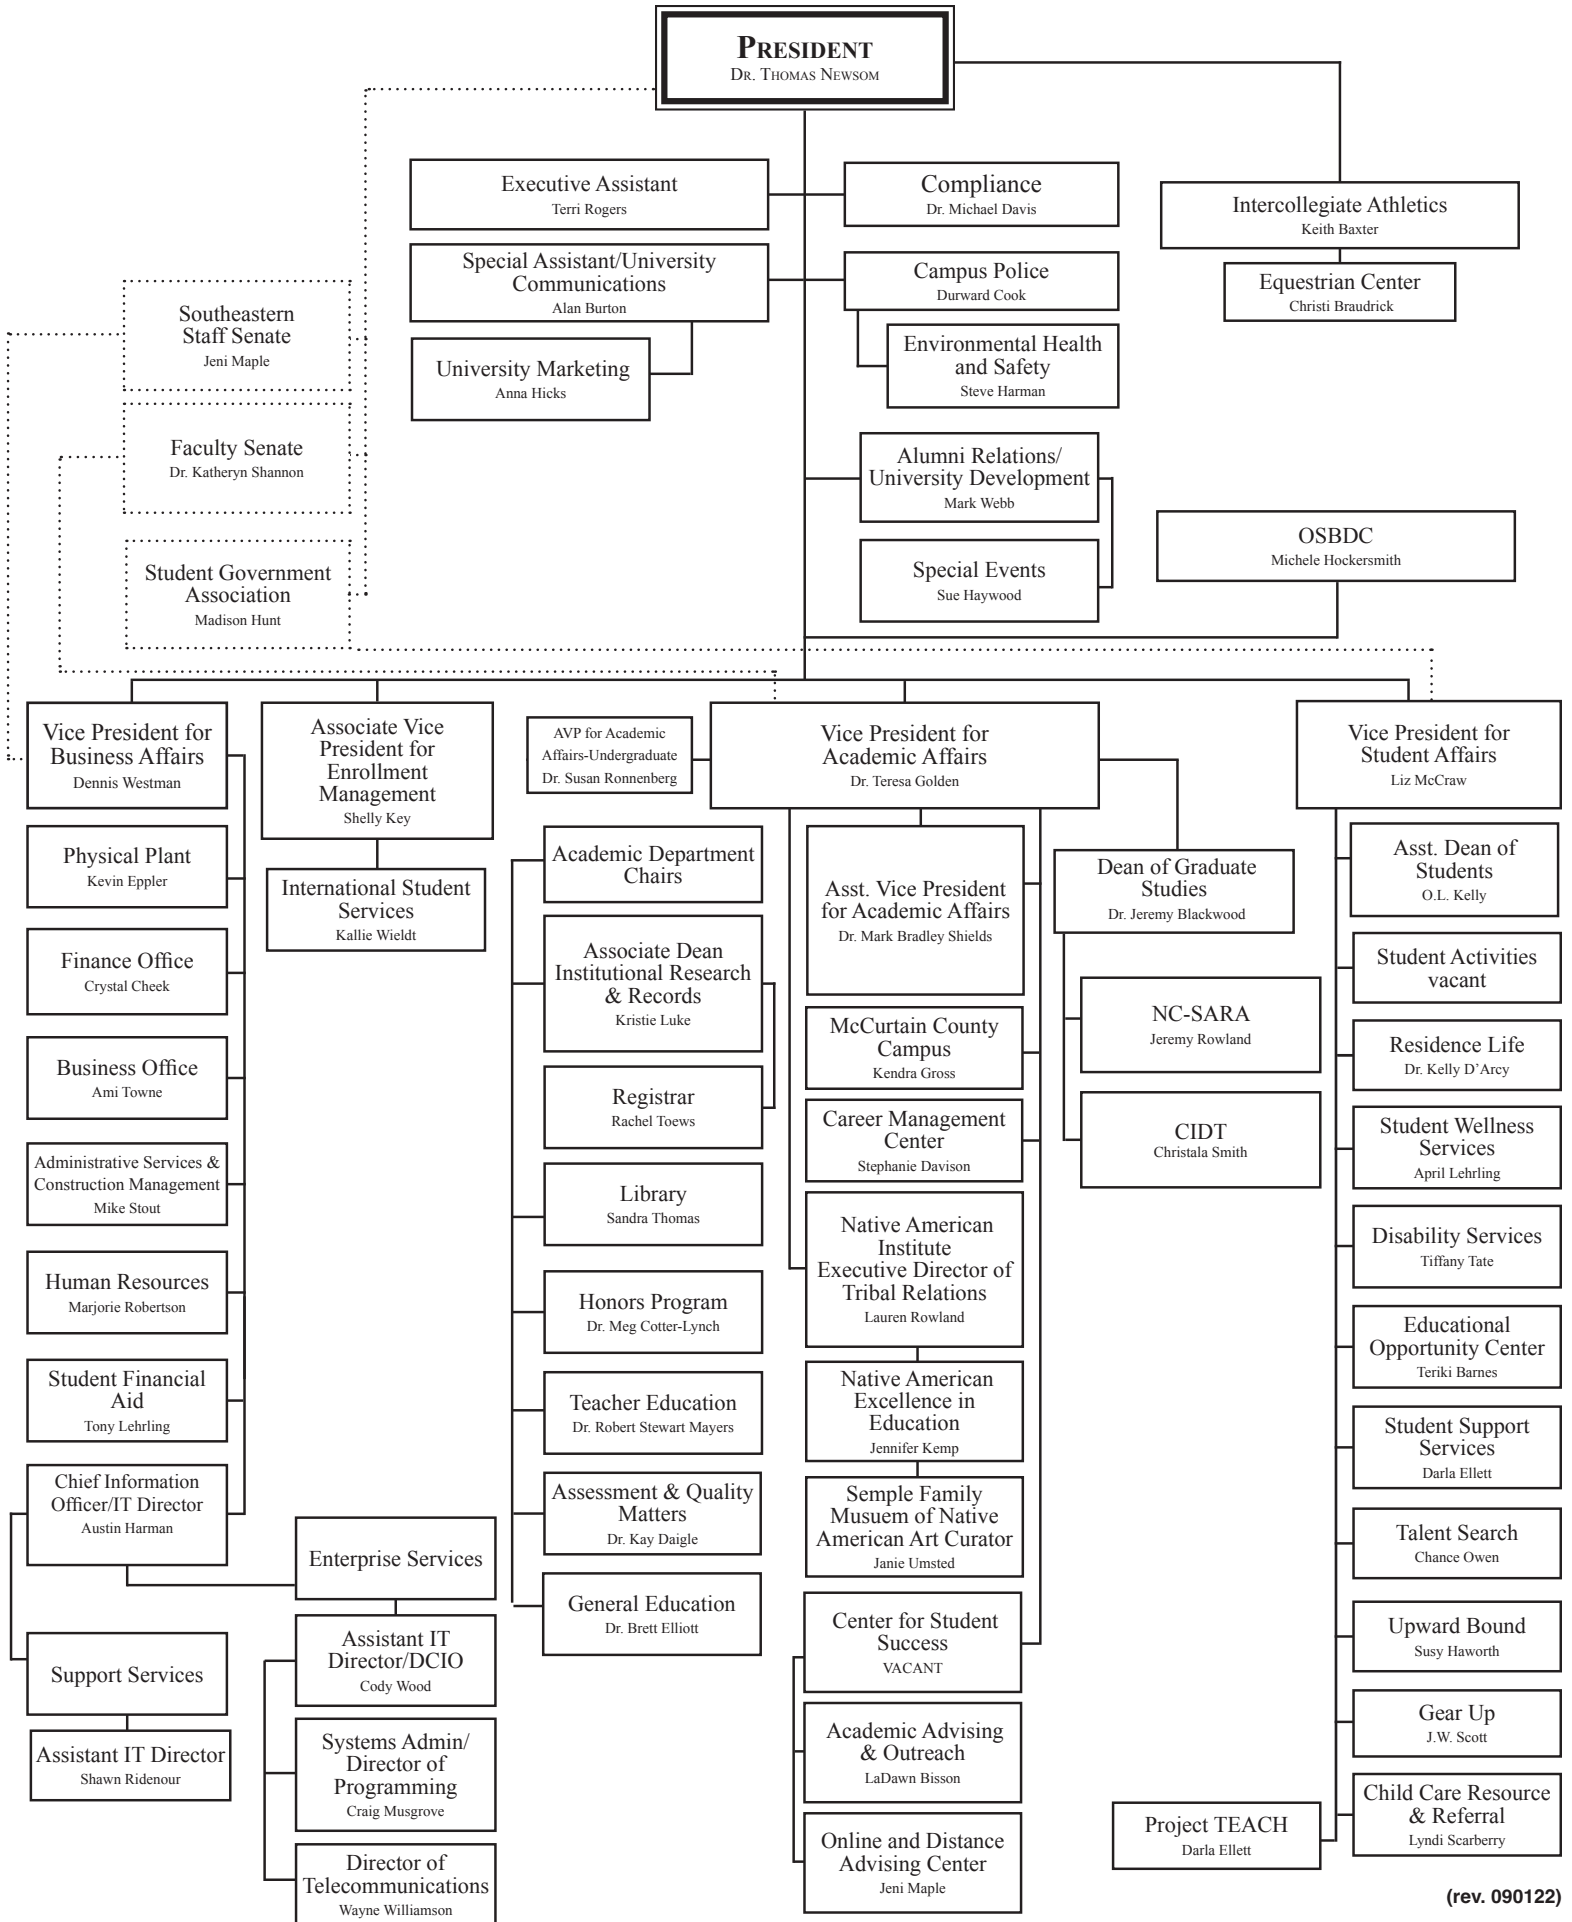 PRESIDENT
DR. THOMAS NEWSOM
Executive Assistant
Terri Rogers
Compliance
Dr. Michael Davis
Intercollegiate Athletics
Keith Baxter
Special Assistant/University
Communications
Alan Burton
Campus Police
Durward Cook
Equestrian Center
Christi Braudrick
Southeastern
Staff Senate
Jeni Maple
University Marketing
Anna Hicks
Environmental Health
and Safety
Steve Harman
Faculty Senate
Dr. Katheryn Shannon
Alumni Relations/
University Development
Mark Webb
OSBDC
Michele Hockersmith
Student Government
Association
Madison Hunt
Special Events
Sue Haywood
Vice President for
Business Affairs
Dennis Westman
Physical Plant
Kevin Eppler
Finance Office
Crystal Cheek
Business Office
Ami Towne
Administrative Services &
Construction Management
Mike Stout
Human Resources
Marjorie Robertson
Student Financial
Aid
Tony Lehrling
Chief Information
Officer/IT Director
Austin Harman
Support Services
Assistant IT Director
Shawn Ridenour
Associate Vice
President for
Enrollment
Management
Shelly Key
International Student
Services
Kallie Wieldt
Enterprise Services
Assistant IT
Director/DCIO
Cody Wood
Systems Admin/
Director of
Programming
Craig Musgrove
Director of
Telecommunications
Wayne Williamson
AVP for Academic
Affairs-Undergraduate
Dr. Susan Ronnenberg
Vice President for
Academic Affairs
Dr. Teresa Golden
Academic Department
Chairs
Associate Dean
Institutional Research
& Records
Kristie Luke
Registrar
Rachel Toews
Library
Sandra Thomas
Honors Program
Dr. Meg Cotter-Lynch
Teacher Education
Dr. Robert Stewart Mayers
Assessment & Quality
Matters
Dr. Kay Daigle
General Education
Dr. Brett Elliott
Asst. Vice President
for Academic Affairs
Dr. Mark Bradley Shields
McCurtain County
Campus
Kendra Gross
Career Management
Center
Stephanie Davison
Native American
Institute
Executive Director of
Tribal Relations
Lauren Rowland
Native American
Excellence in
Education
Jennifer Kemp
Semple Family
Musuem of Native
American Art Curator
Janie Umsted
Center for Student
Success
VACANT
Academic Advising
& Outreach
LaDawn Bisson
Online and Distance
Advising Center
Jeni Maple
Dean of Graduate
Studies
Dr. Jeremy Blackwood
NC-SARA
Jeremy Rowland
CIDT
Christala Smith
Vice President for
Student Affairs
Liz McCraw
Asst. Dean of
Students
O.L. Kelly
Student Activities
vacant
Residence Life
Dr. Kelly D’Arcy
Student Wellness
Services
April Lehrling
Disability Services
Tiffany Tate
Educational
Opportunity Center
Teriki Barnes
Student Support
Services
Darla Ellett
Talent Search
Chance Owen
Upward Bound
Susy Haworth
Gear Up
J.W. Scott
Child Care Resource
& Referral
Lyndi Scarberry
Project TEACH
Darla Ellett
(rev. 090122)